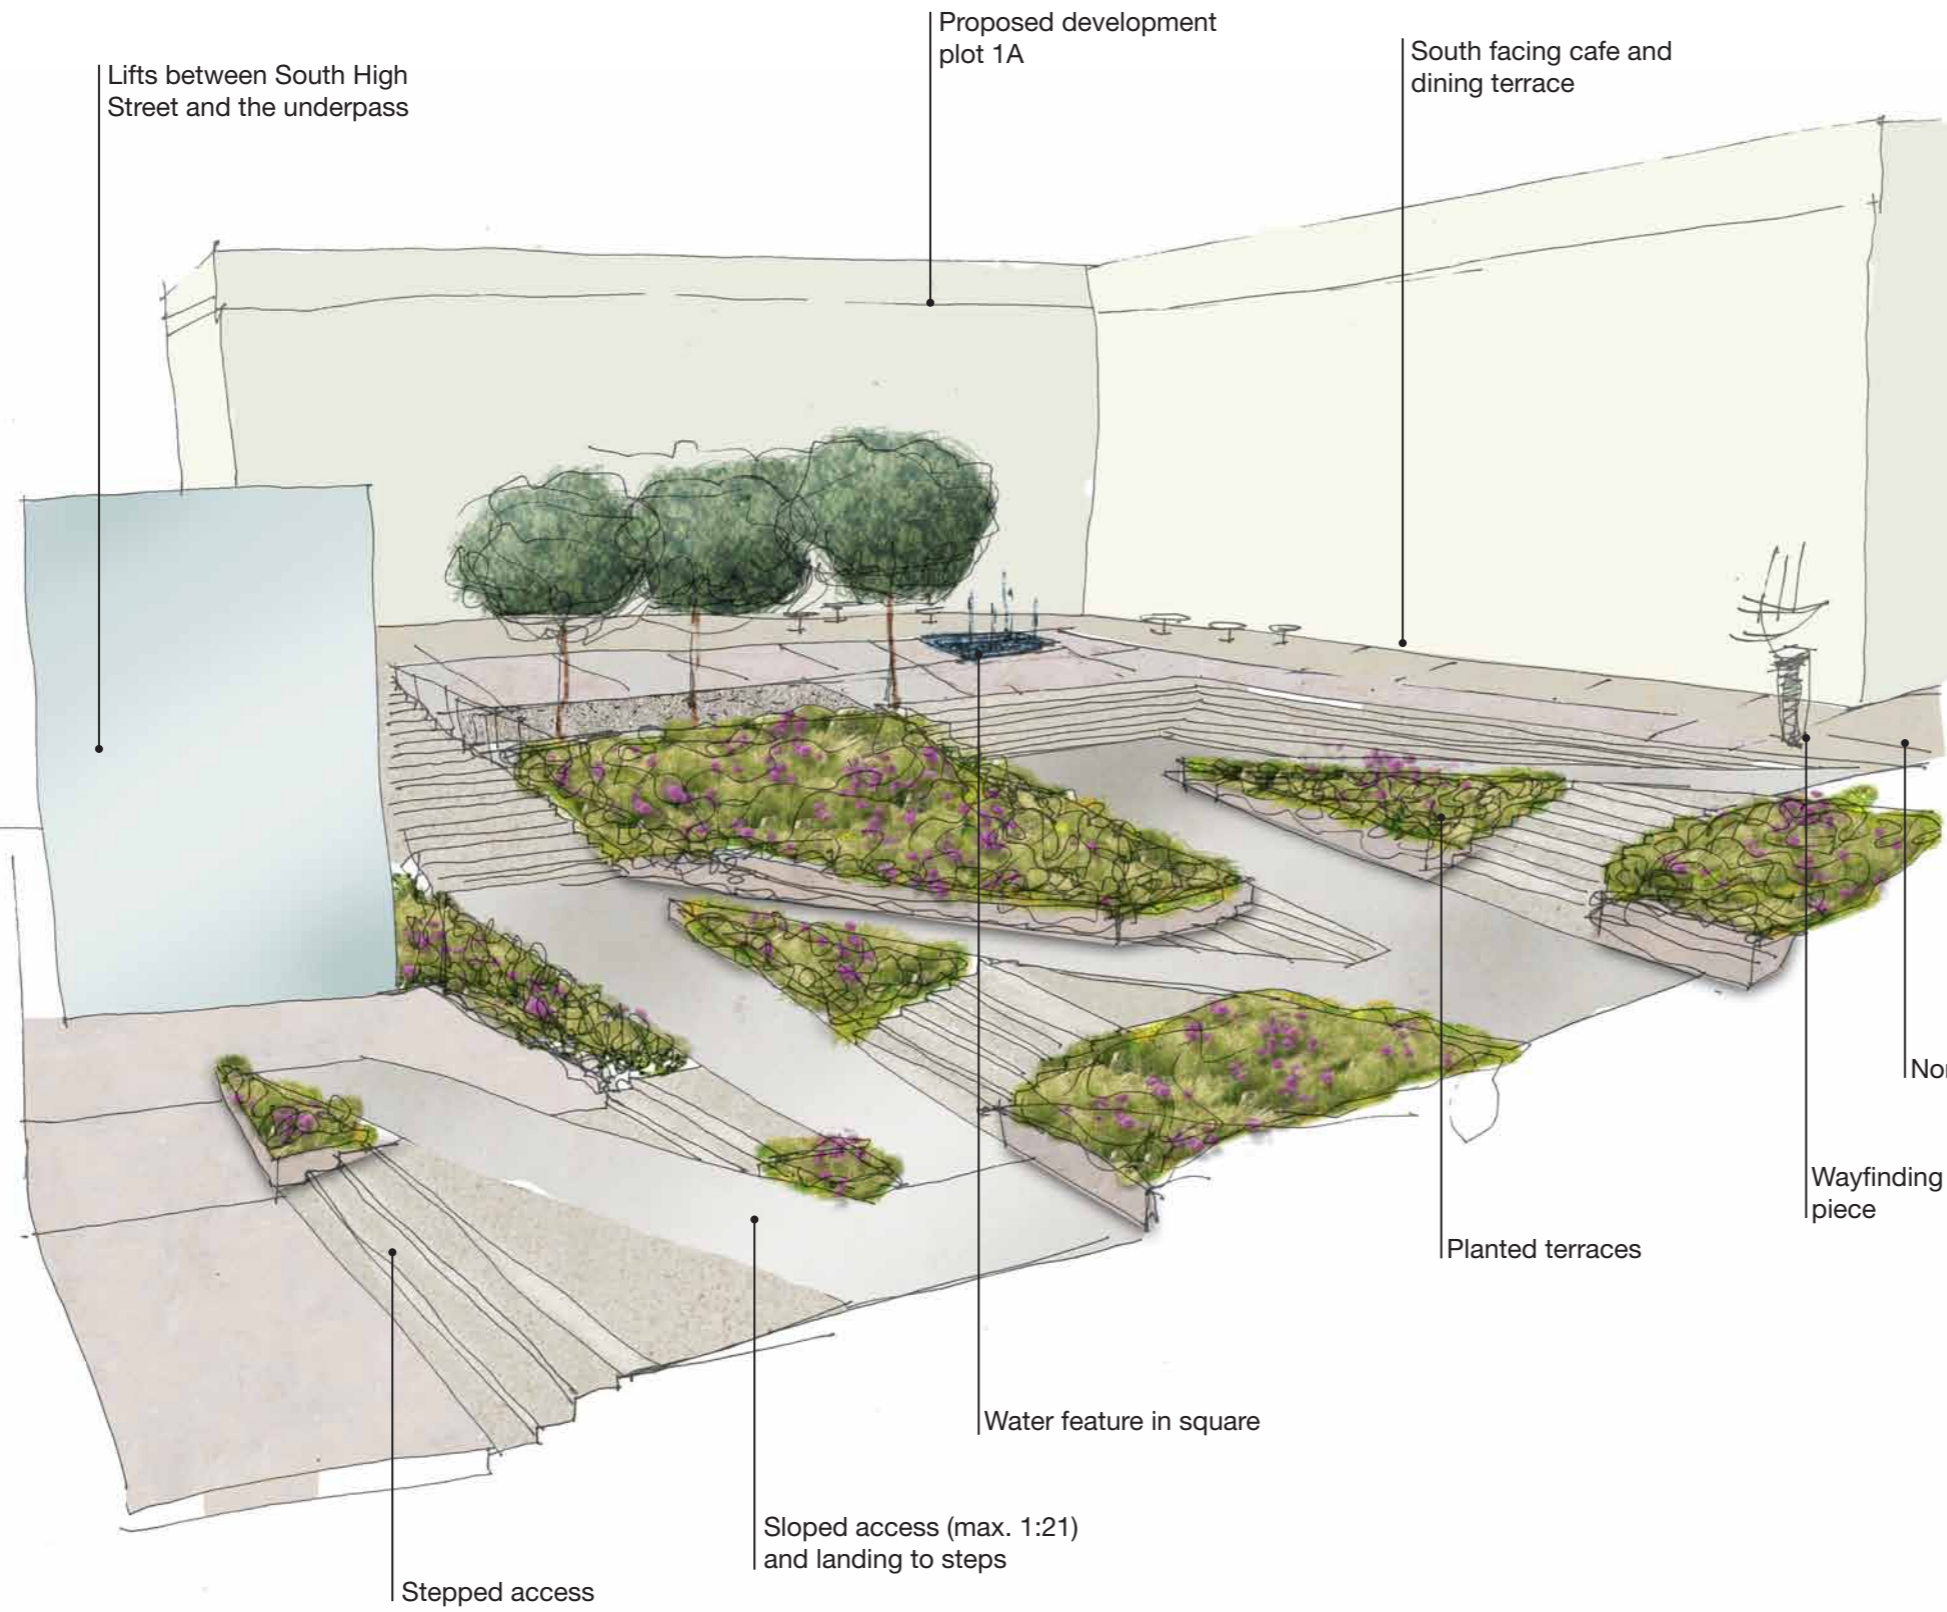 Proposed development
plot 1A
South facing cafe and
dining terrace
Lifts between South High
Street and the underpass
Wayfinding
piece
Planted terraces
Water feature in square
Sloped access (max. 1:21)
and landing to steps
Stepped access